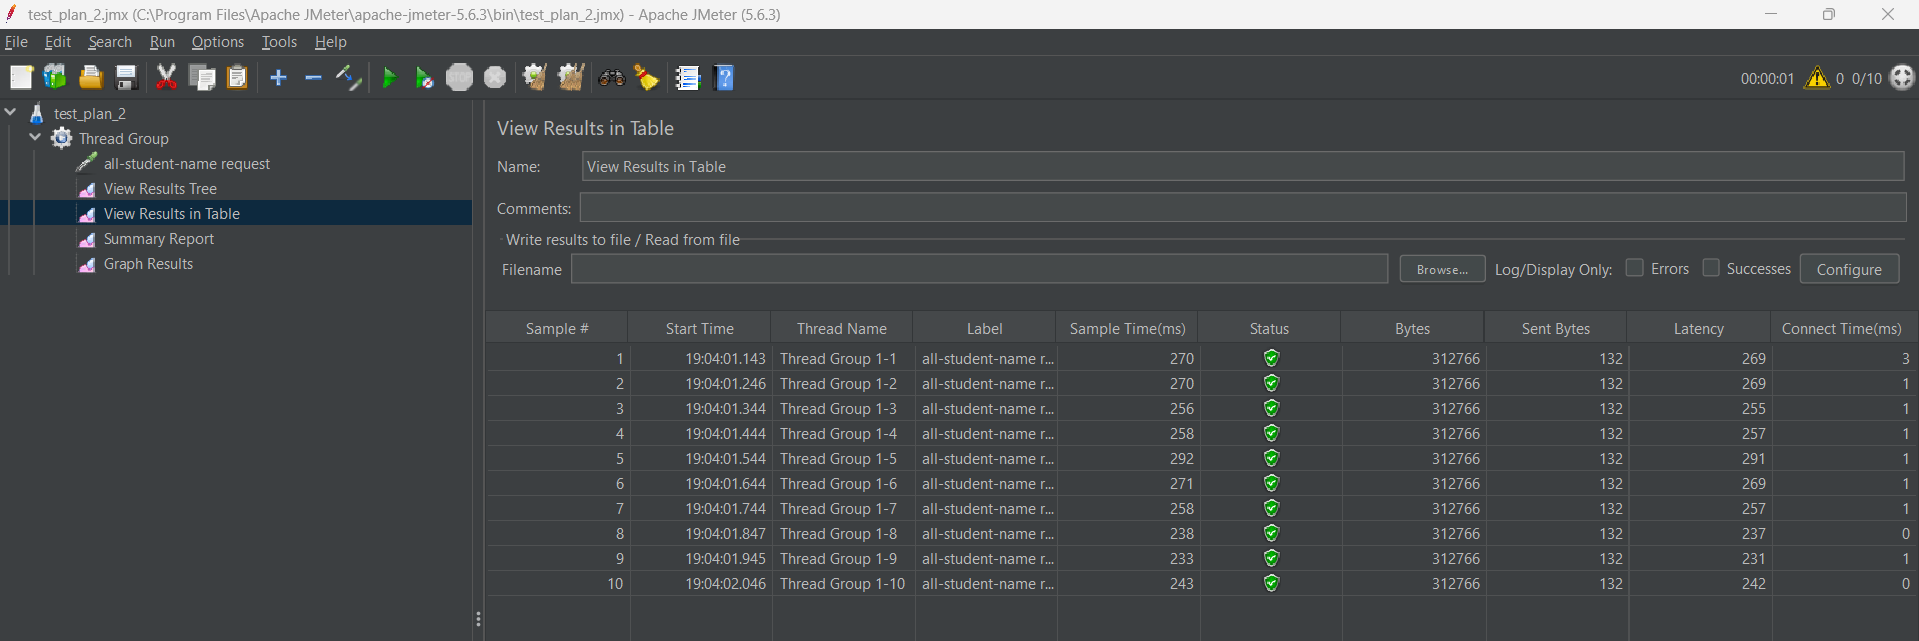 test_plan_2.jmx (C:\Program Files\Apache JMeter\apache-jmeter-5.6.3\bin\test_plan_2.jmx) - Apache JMeter (5.6.3)
File Edit Search Run Options Tools Help
STOP 00:00:01 0 0/10
test_plan_2
Thread Group
all-student-name request
View Results Tree
View Results in Table
Summary Report
Graph Results
View Results in Table
Name: View Results in Table
Comments:
Write results to file / Read from file
Filename Browse... Log/Display Only: Errors Successes Configure
Sample # Start Time Thread Name Label Sample Time(ms) Status Bytes Sent Bytes Latency Connect Time(ms)
1 19:04:01.143 Thread Group 1-1 all-student-name r... 270 312766 132 269 3
2 19:04:01.246 Thread Group 1-2 all-student-name r... 270 312766 132 269 1
3 19:04:01.344 Thread Group 1-3 all-student-name r... 256 312766 132 255 1
4 19:04:01.444 Thread Group 1-4 all-student-name r... 258 312766 132 257 1
5 19:04:01.544 Thread Group 1-5 all-student-name r... 292 312766 132 291 1
6 19:04:01.644 Thread Group 1-6 all-student-name r... 271 312766 132 269 1
7 19:04:01.744 Thread Group 1-7 all-student-name r... 258 312766 132 257 1
8 19:04:01.847 Thread Group 1-8 all-student-name r... 238 312766 132 237 0
9 19:04:01.945 Thread Group 1-9 all-student-name r... 233 312766 132 231 1
10 19:04:02.046 Thread Group 1-10 all-student-name r... 243 312766 132 242 0